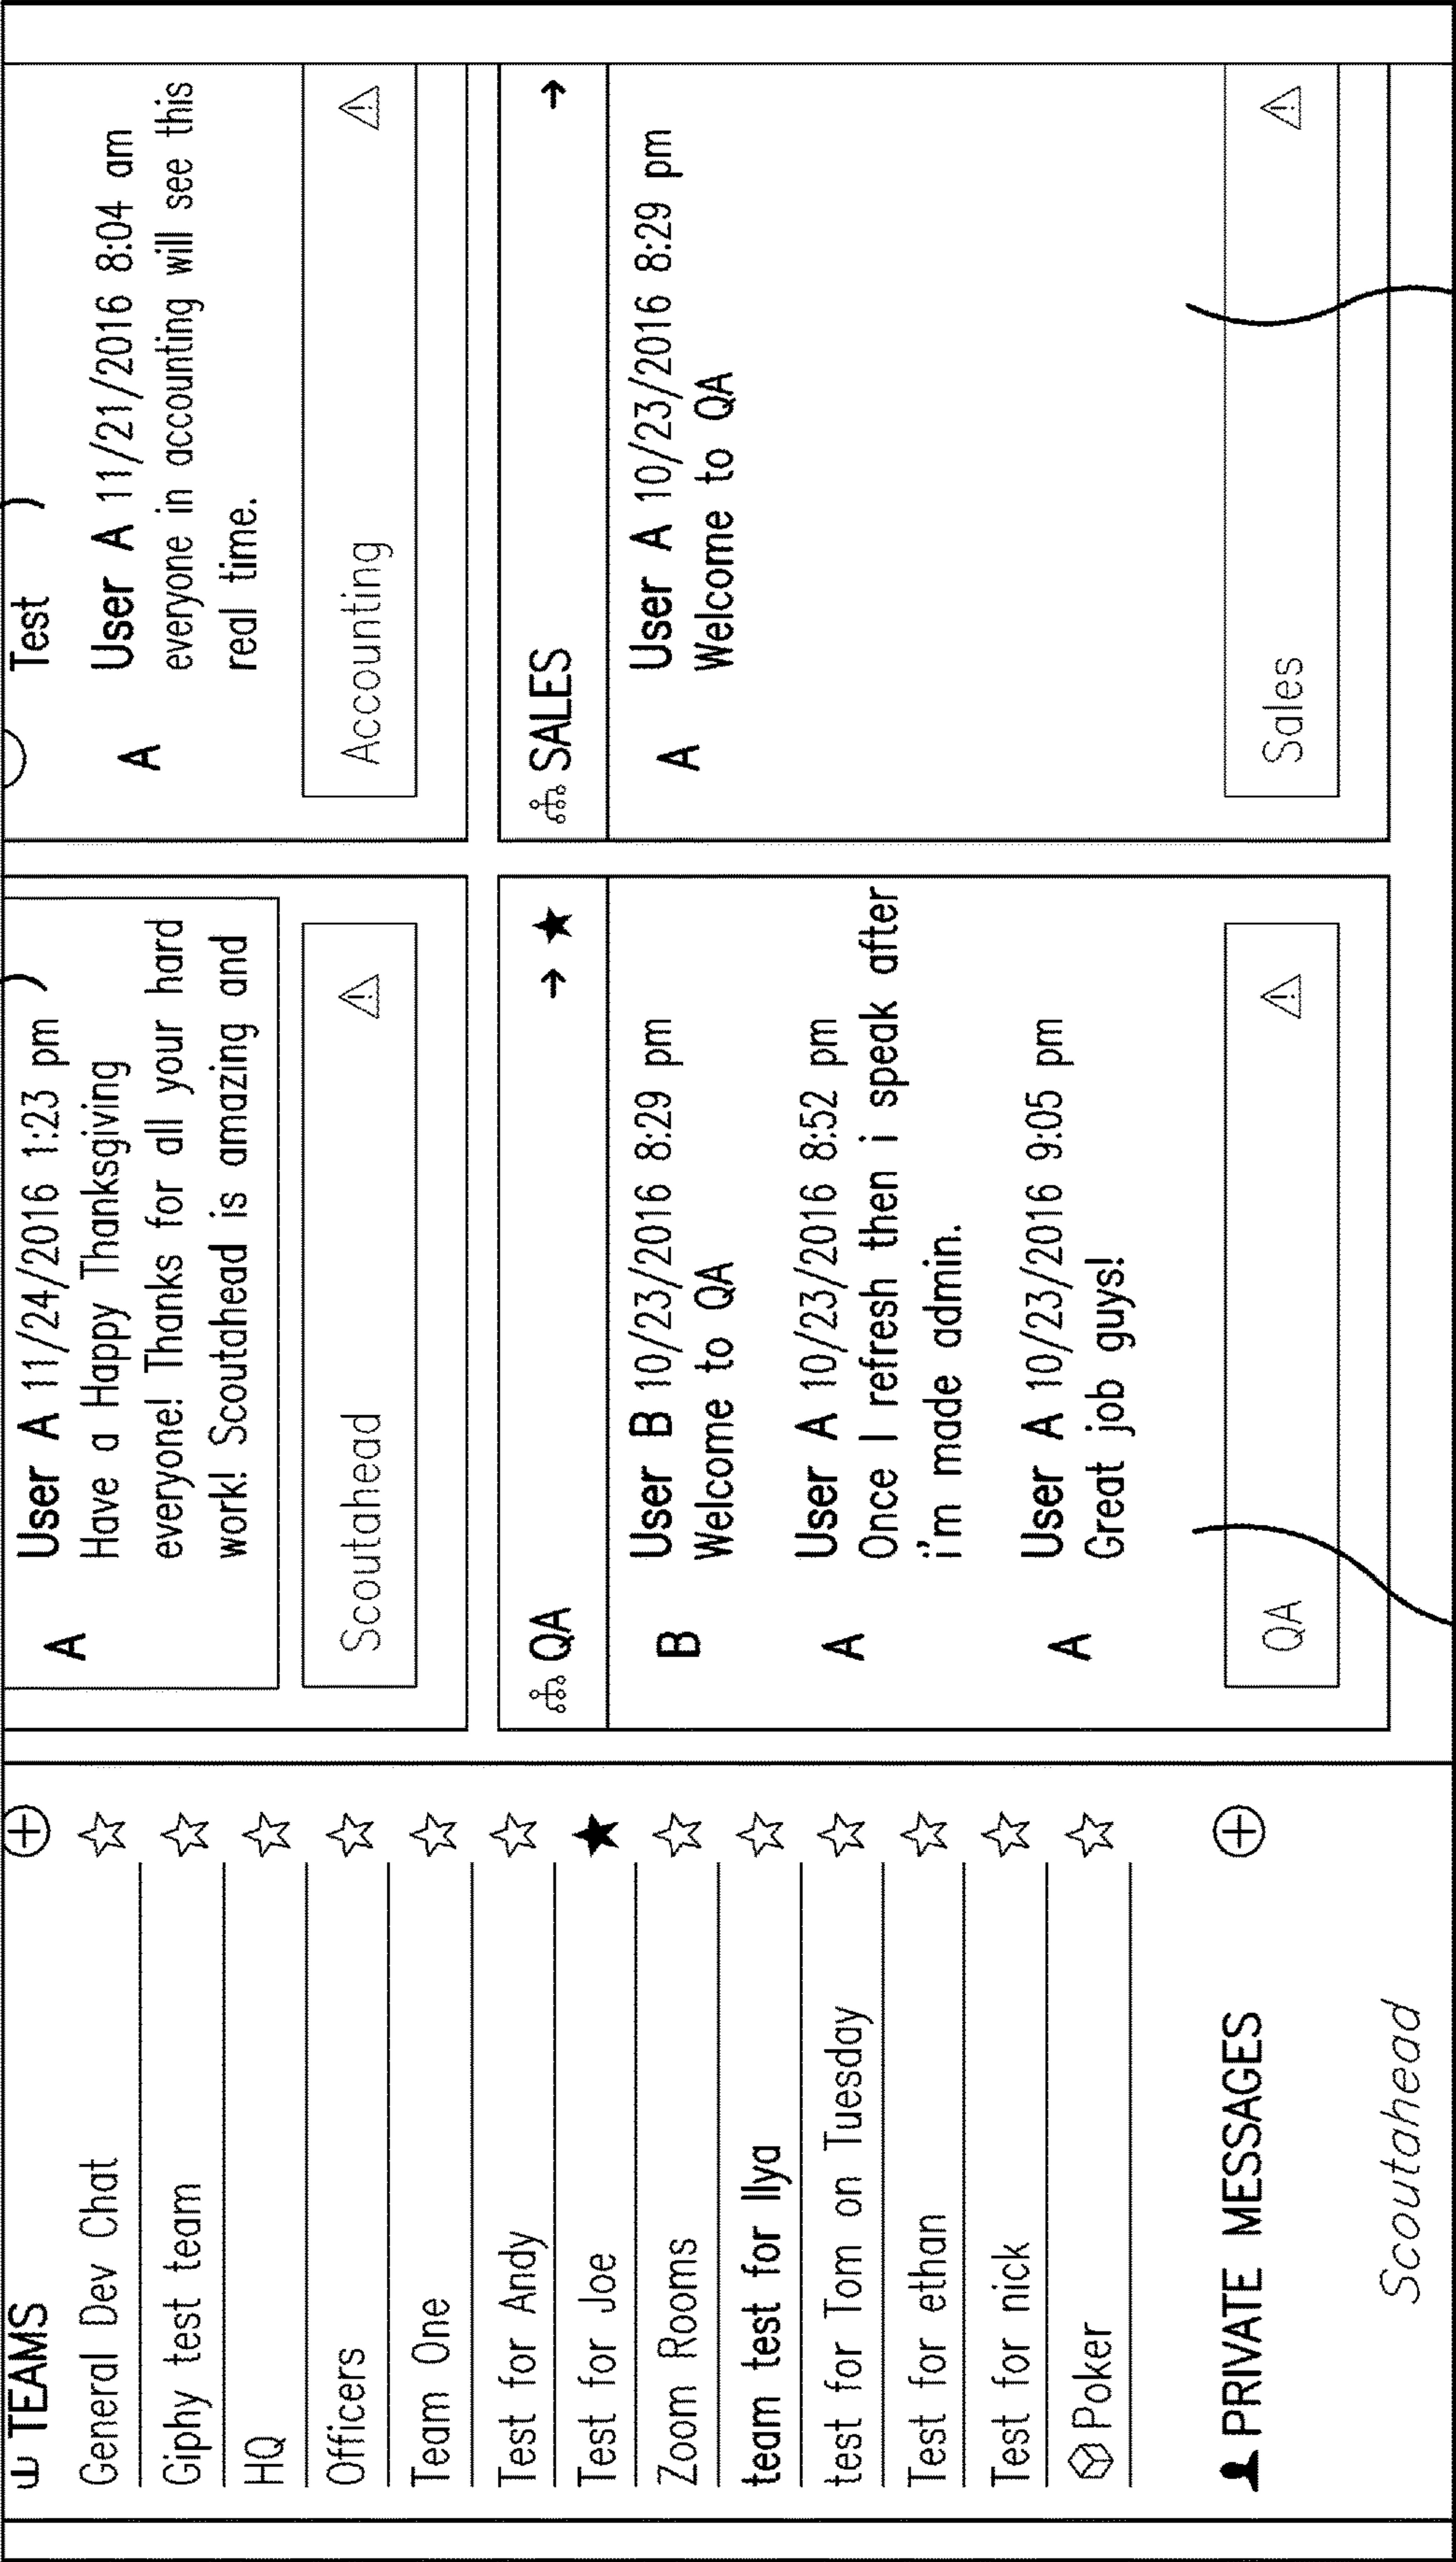 TEAMS
General Dev Chat
Giphy test team
HQ
Officers
Team One
Test for Andy
Test for Joe
Zoom Rooms
team test for Ilya
test for Tom on Tuesday
Test for ethan
Test for nick
Poker
PRIVATE MESSAGES
Scoutahead
User A 11/24/2016 1:23 pm
A
Have a Happy Thanksgiving
everyone! Thanks for all your hard
work! Scoutahead is amazing and
Scoutahead
QA
User B 10/23/2016 8:29 pm
B
Welcome to QA
User A 10/23/2016 8:52 pm
A
Once I refresh then i speak after
i'm made admin.
User A 10/23/2016 9:05 pm
A
Great job guys!
QA
Test
User A 11/21/2016 8:04 am
A
everyone in accounting will see this
real time.
Accounting
SALES
User A 10/23/2016 8:29 pm
A
Welcome to QA
Sales